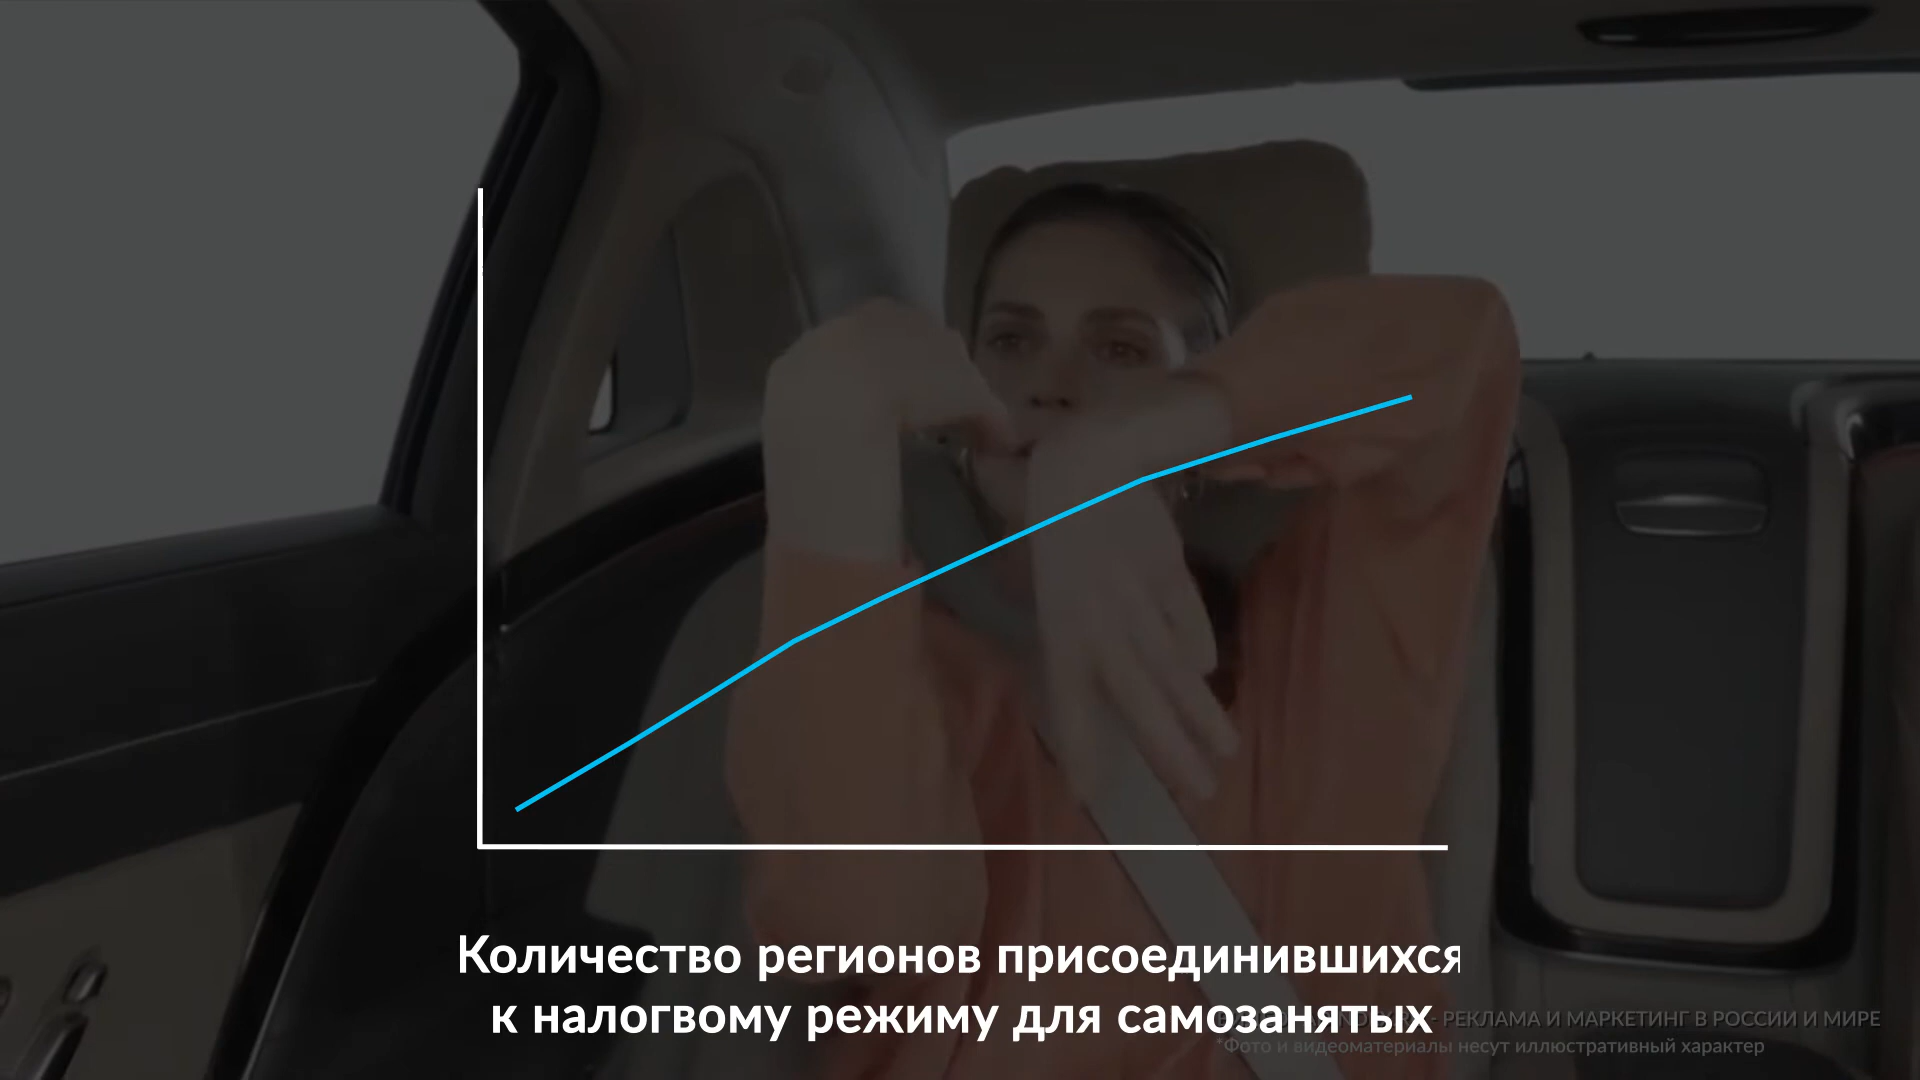 Количество регионов присоединившихся
к налогвому режиму для самозанятых
- РЕКЛАМА И МАРКЕТИНГ В РОССИИ И МИРЕ
*Фото и видеоматериалы несут иллюстративный характер